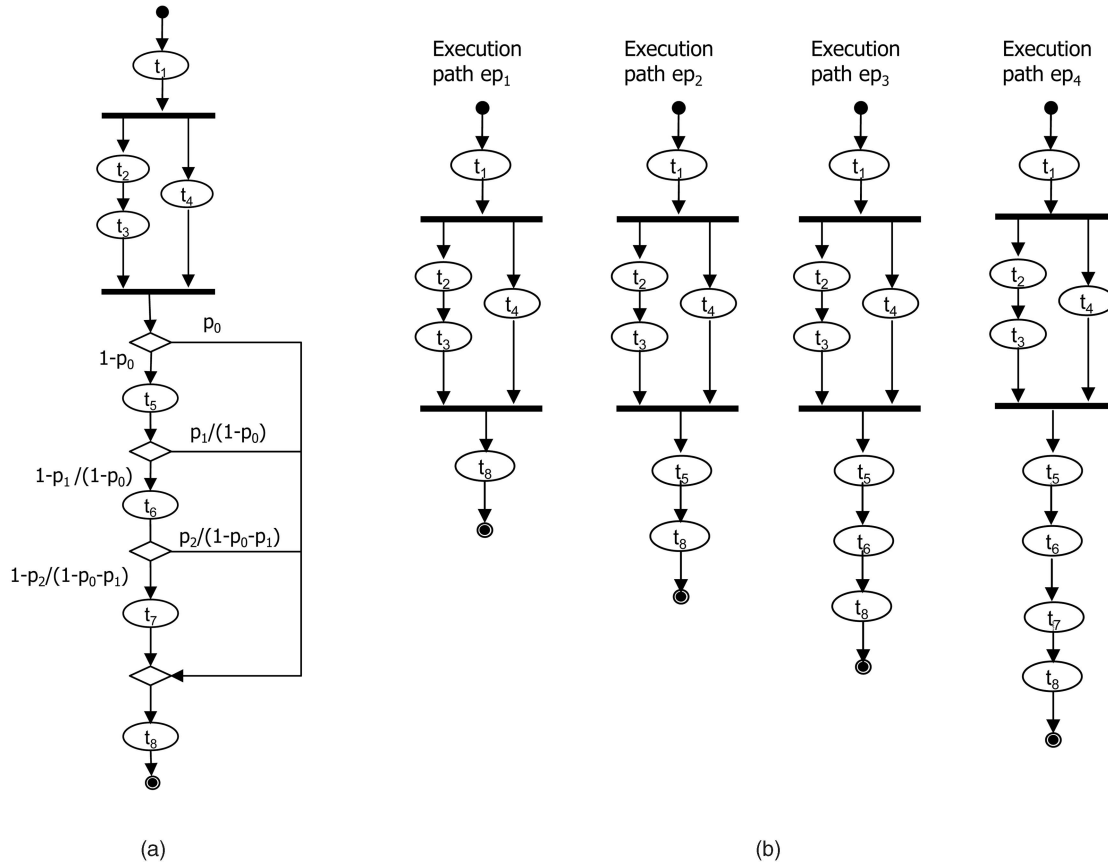 t1
t2
t4
t3
p0
1-p0
t5
p1/(1-p0)
1-p1/(1-p0)
t6
p2/(1-p0-p1)
1-p2/(1-p0-p1)
t7
t8
(a)
Execution
path ep1
t1
t2
t4
t3
t8
Execution
path ep2
t1
t2
t4
t3
t5
t8
Execution
path ep3
t1
t2
t4
t3
t5
t6
t8
Execution
path ep4
t1
t2
t4
t3
t5
t6
t7
t8
(b)